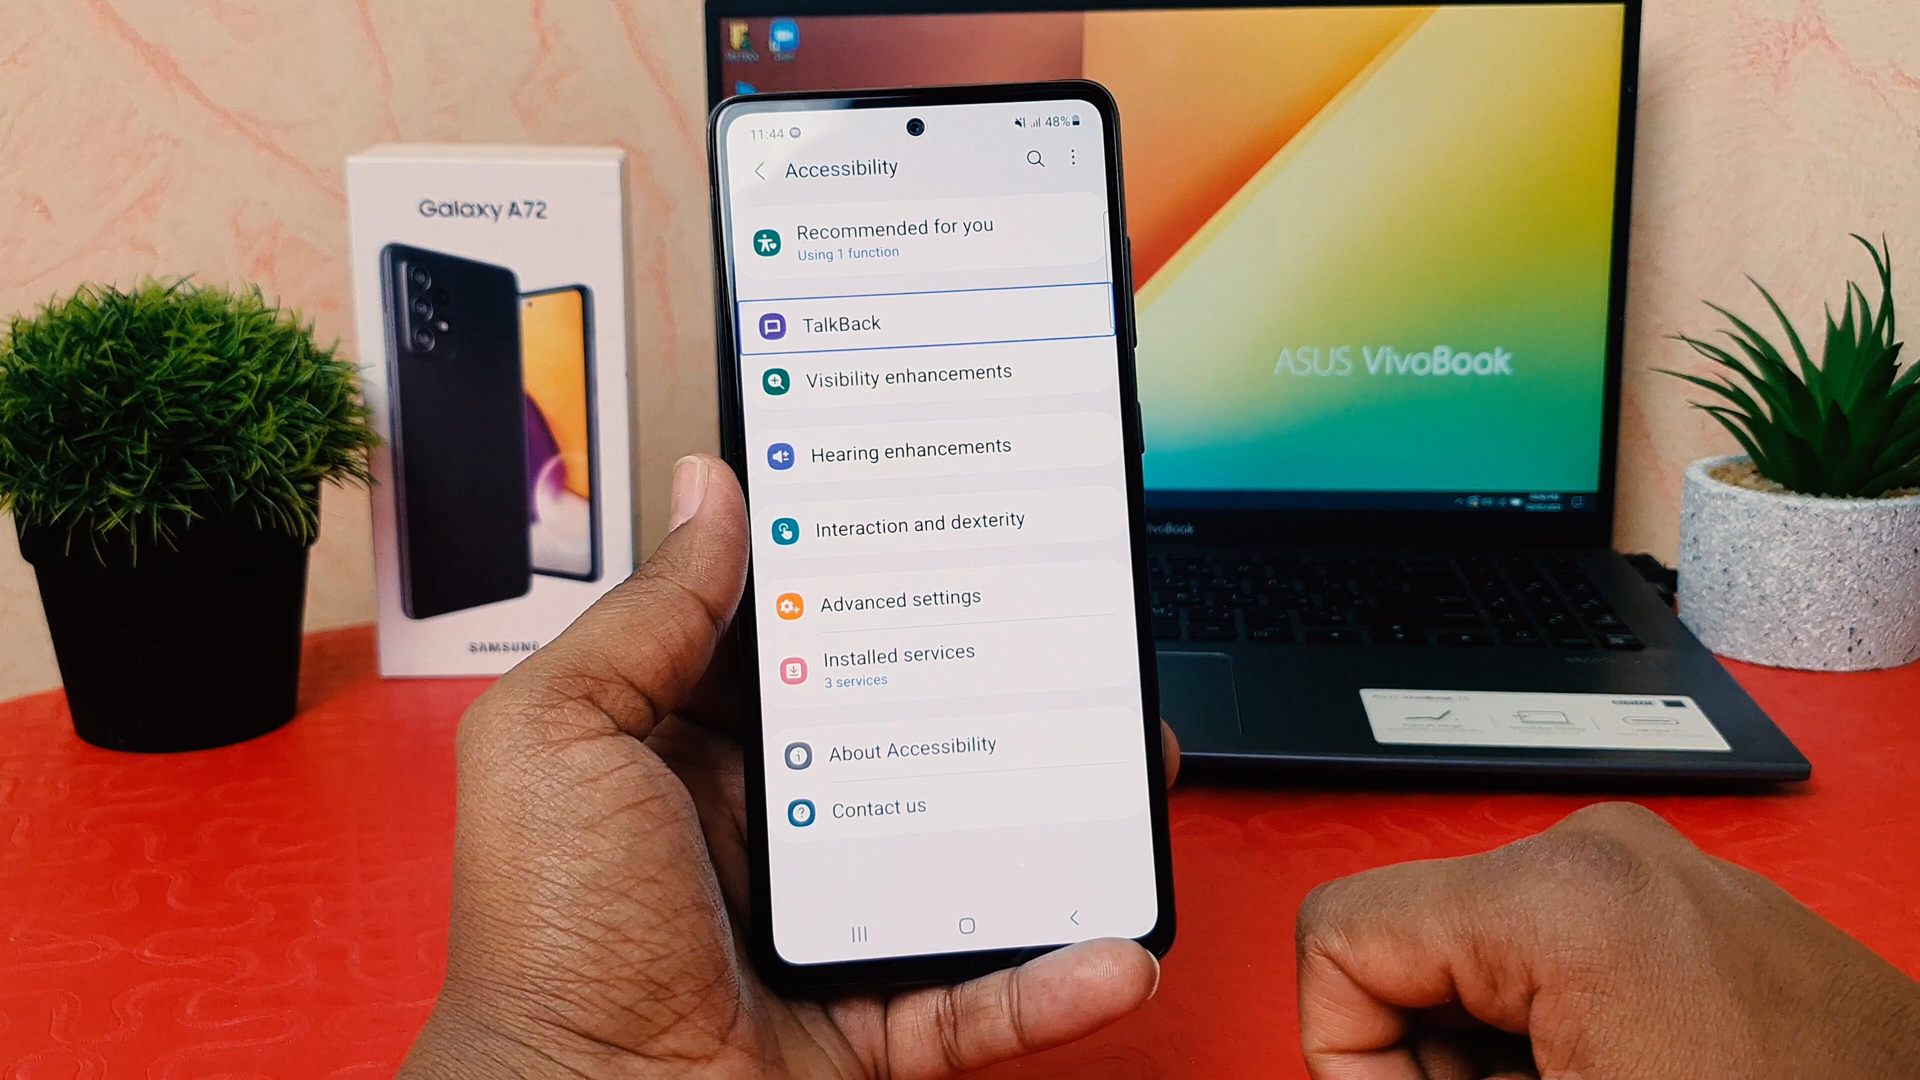 Galaxy A72
SAMSUNG
11:44
48%
Accessibility
Recommended for you
Using 1 function
TalkBack
Visibility enhancements
Hearing enhancements
Interaction and dexterity
Advanced settings
Installed services
3 services
About Accessibility
Contact us
ASUS VivoBook
VivoBook